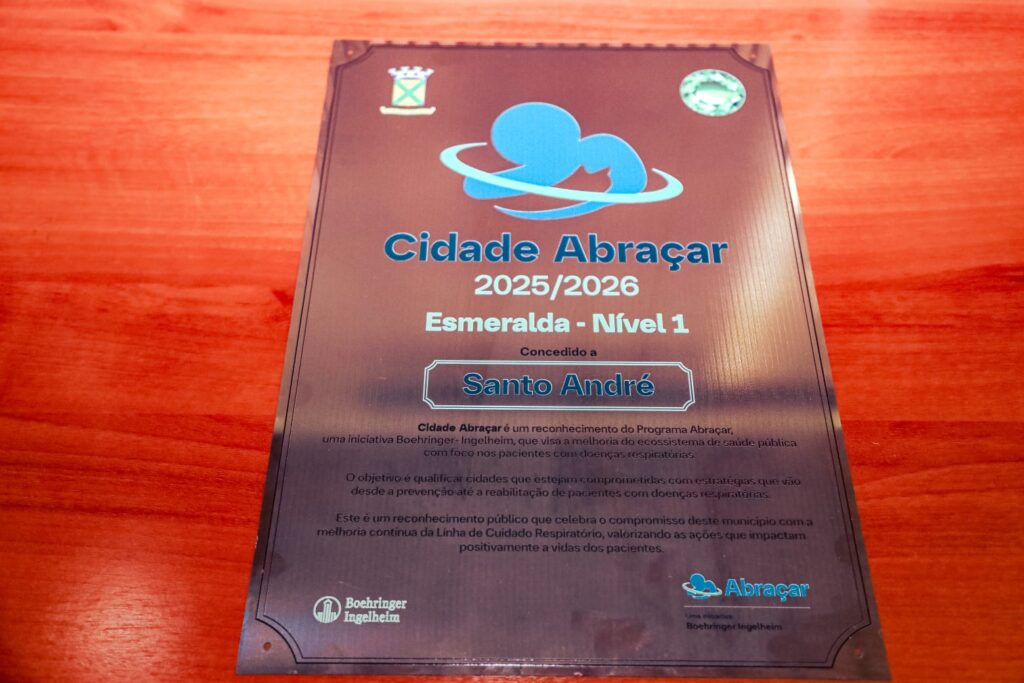 Cidade Abraçar
2025/2026
Esmeralda - Nível 1
Concedido a
Santo André
Cidade Abraçar é um reconhecimento do Programa Abraçar,
uma iniciativa Boehringer- Ingelheim, que visa a melhoria do ecossistema de saúde pública
com foco nos pacientes com doenças respiratórias.
O objetivo é qualificar cidades que estejam comprometidas com estratégias que vão
desde a prevenção até a reabilitação de pacientes com doenças respiratórias.
Este é um reconhecimento público que celebra o compromisso deste município com a
melhoria contínua da Linha de Cuidado Respiratório, valorizando as ações que impactam
positivamente a vidas dos pacientes.
Boehringer
Ingelheim
Abraçar
Uma iniciativa:
Boehringer Ingelheim